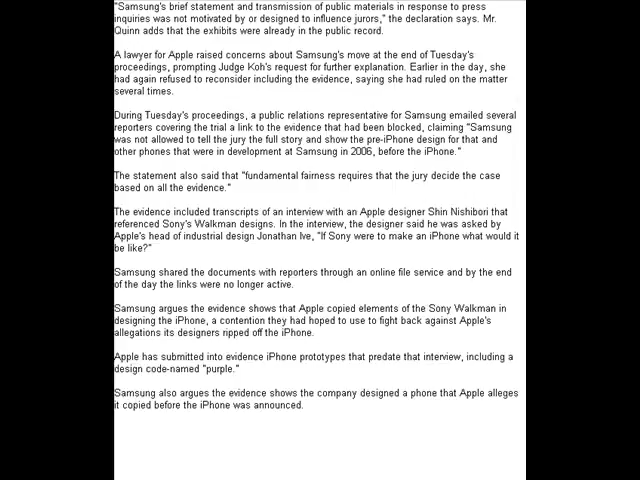 "Samsung's brief statement and transmission of public materials in response to press
inquiries was not motivated by or designed to influence jurors," the declaration says. Mr.
Quinn adds that the exhibits were already in the public record.
A lawyer for Apple raised concerns about Samsung's move at the end of Tuesday's
proceedings, prompting Judge Koh's request for further explanation. Earlier in the day, she
had again refused to reconsider including the evidence, saying she had ruled on the matter
several times.
During Tuesday's proceedings, a public relations representative for Samsung emailed several
reporters covering the trial a link to the evidence that had been blocked, claiming "Samsung
was not allowed to tell the jury the full story and show the pre-iPhone design for that and
other phones that were in development at Samsung in 2006, before the iPhone."
The statement also said that "fundamental fairness requires that the jury decide the case
based on all the evidence."
The evidence included transcripts of an interview with an Apple designer Shin Nishibori that
referenced Sony's Walkman designs. In the interview, the designer said he was asked by
Apple's head of industrial design Jonathan Ive, "If Sony were to make an iPhone what would it
be like?"
Samsung shared the documents with reporters through an online file service and by the end
of the day the links were no longer active.
Samsung argues the evidence shows that Apple copied elements of the Sony Walkman in
designing the iPhone, a contention they had hoped to use to fight back against Apple's
allegations its designers ripped off the iPhone.
Apple has submitted into evidence iPhone prototypes that predate that interview, including a
design code-named "purple."
Samsung also argues the evidence shows the company designed a phone that Apple alleges
it copied before the iPhone was announced.